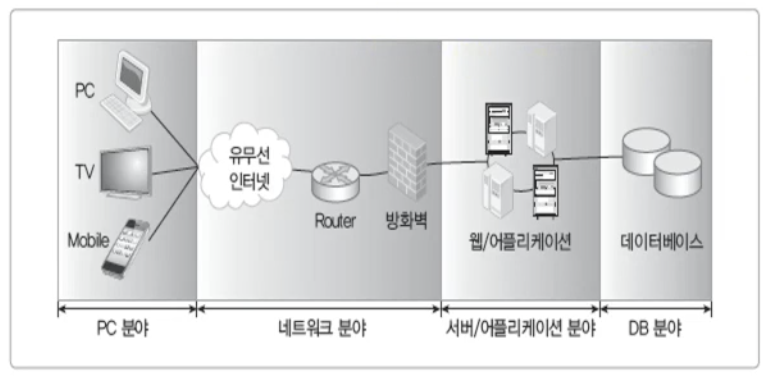 PC
TV
Mobile
유무선
인터넷
Router
방화벽
웹/어플리케이션
데이터베이스
PC 분야
네트워크 분야
서버/어플리케이션 분야
DB 분야